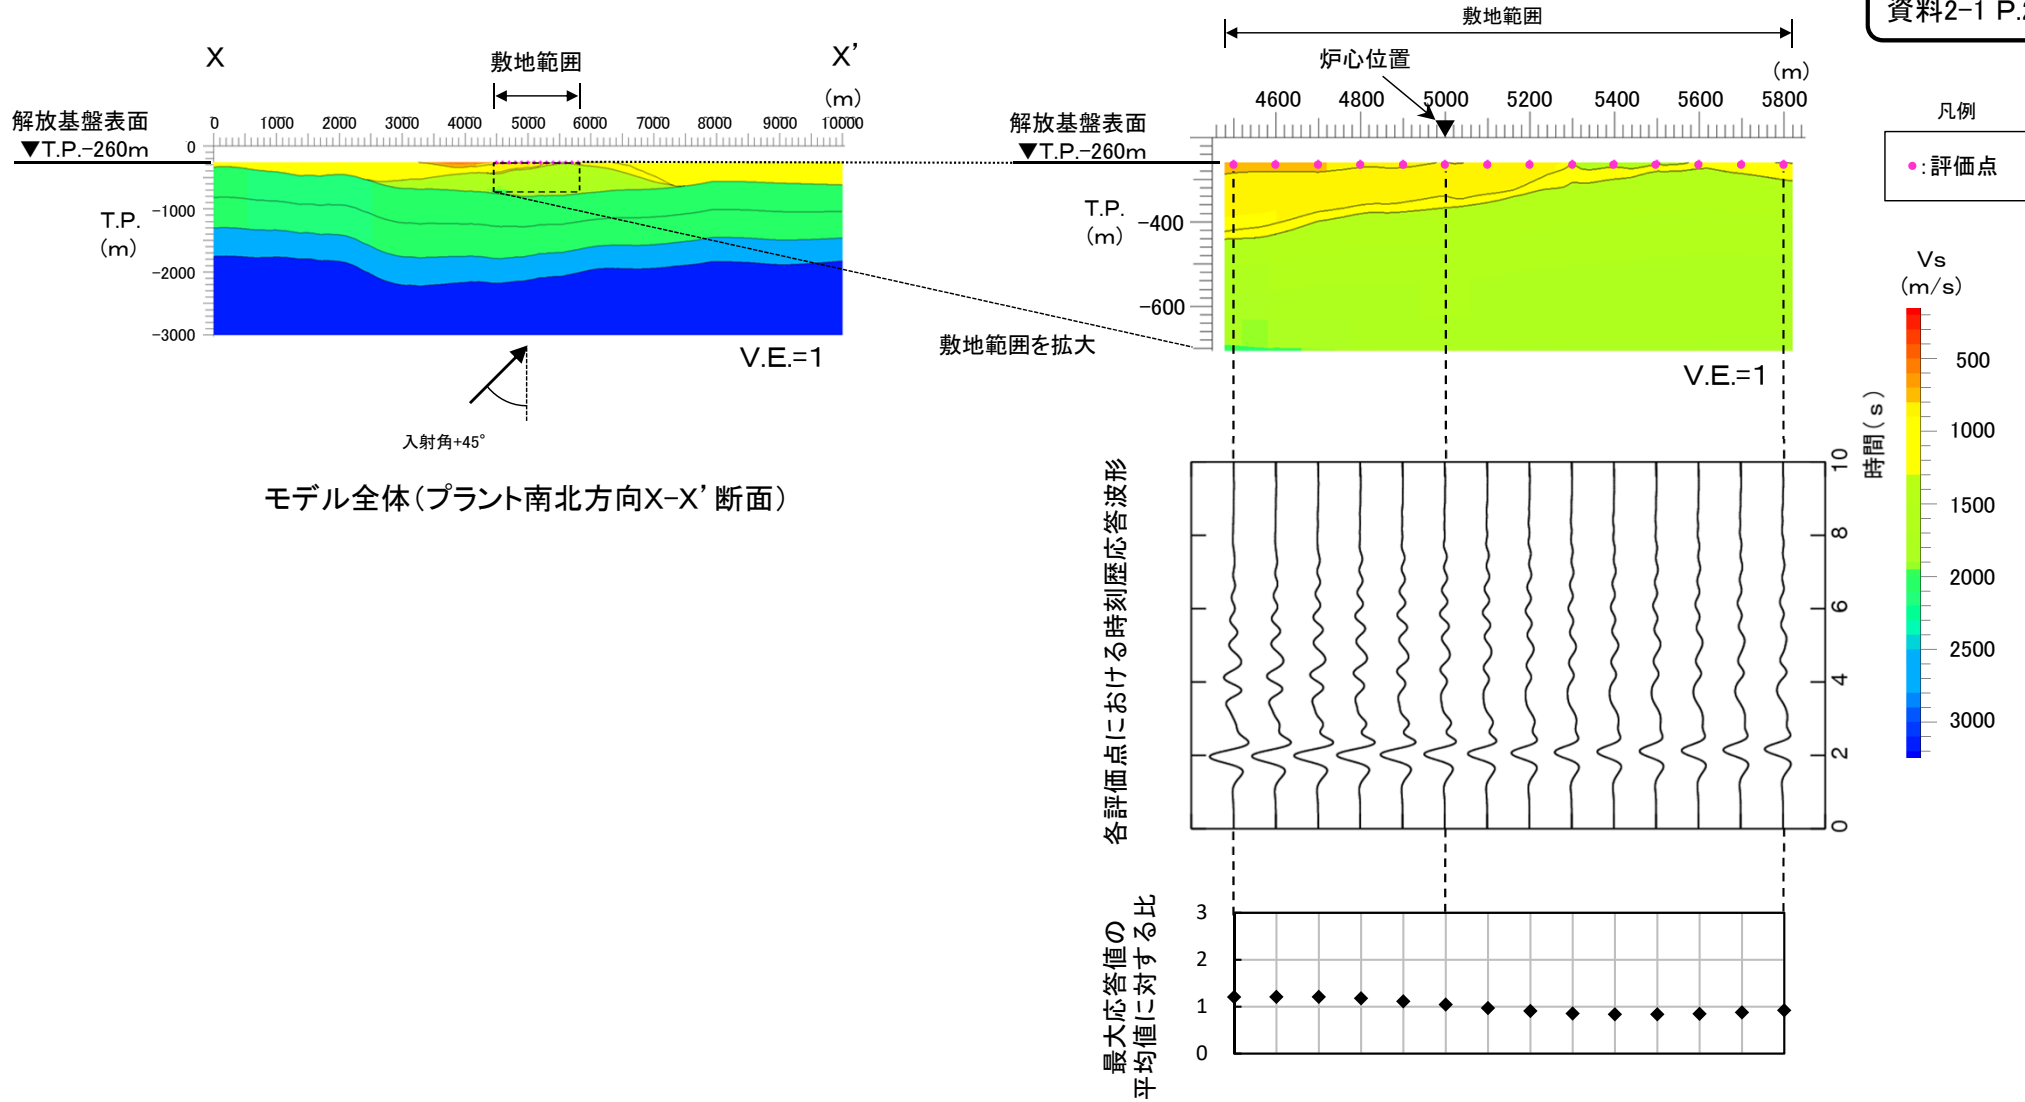 資料2-1 P.
X
X’
敷地範囲
(m)
解放基盤表面
▼T.P.-260m
0 1000 2000 3000 4000 5000 6000 7000 8000 9000 10000
0
-1000
-2000
-3000
T.P.
(m)
V.E.=1
入射角+45°
モデル全体(プラント南北方向X-X’断面)
敷地範囲
炉心位置
(m)
4600 4800 5000 5200 5400 5600 5800
解放基盤表面
▼T.P.-260m
T.P.
(m)
-400
-600
敷地範囲を拡大
V.E.=1
凡例
●:評価点
Vs
(m/s)
500
1000
1500
2000
2500
3000
各評価点における時刻歴応答波形
時間(s)
10
8
6
4
2
0
最大応答値の
平均値に対する比
3
2
1
0